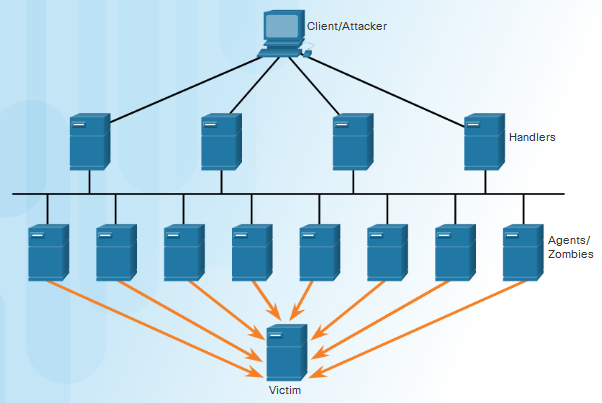 Client/Attacker
Handlers
Agents/
Zombies
Victim